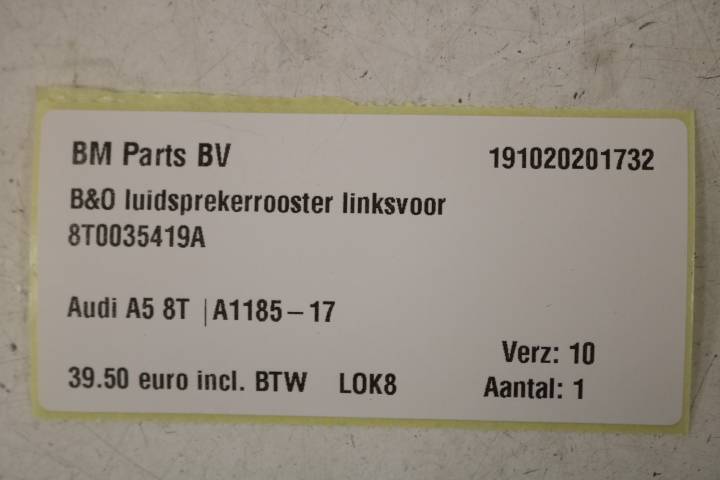 BM Parts BV 191020201732
B&O luidsprekerrooster linksvoor
8T0035419A
Audi A5 8T | A1185-17
Verz: 10
39.50 euro incl. BTW LOK8 Aantal: 1